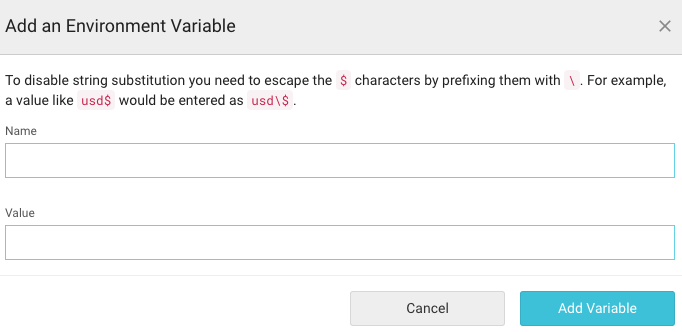 Add an Environment Variable
To disable string substitution you need to escape the $ characters by prefixing them with \. For example,
a value like usd$ would be entered as usd\$.
Name
Value
Cancel
Add Variable